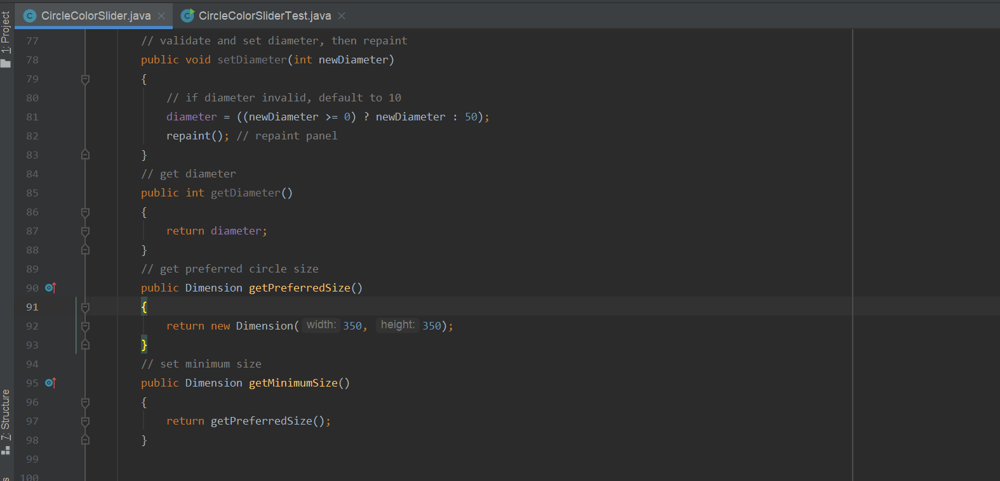 CircleColorSlider.java
CircleColorSliderTest.java
1: Project
77 // validate and set diameter, then repaint
78 public void setDiameter(int newDiameter)
79 {
80 // if diameter invalid, default to 10
81 diameter = ((newDiameter >= 0) ? newDiameter : 50);
82 repaint(); // repaint panel
83 }
84 // get diameter
85 public int getDiameter()
86 {
87 return diameter;
88 }
89 // get preferred circle size
90 public Dimension getPreferredSize()
91 {
92 return new Dimension( width: 350, height: 350);
93 }
94 // set minimum size
95 public Dimension getMinimumSize()
96 {
97 return getPreferredSize();
98 }
99
100
7: Structure